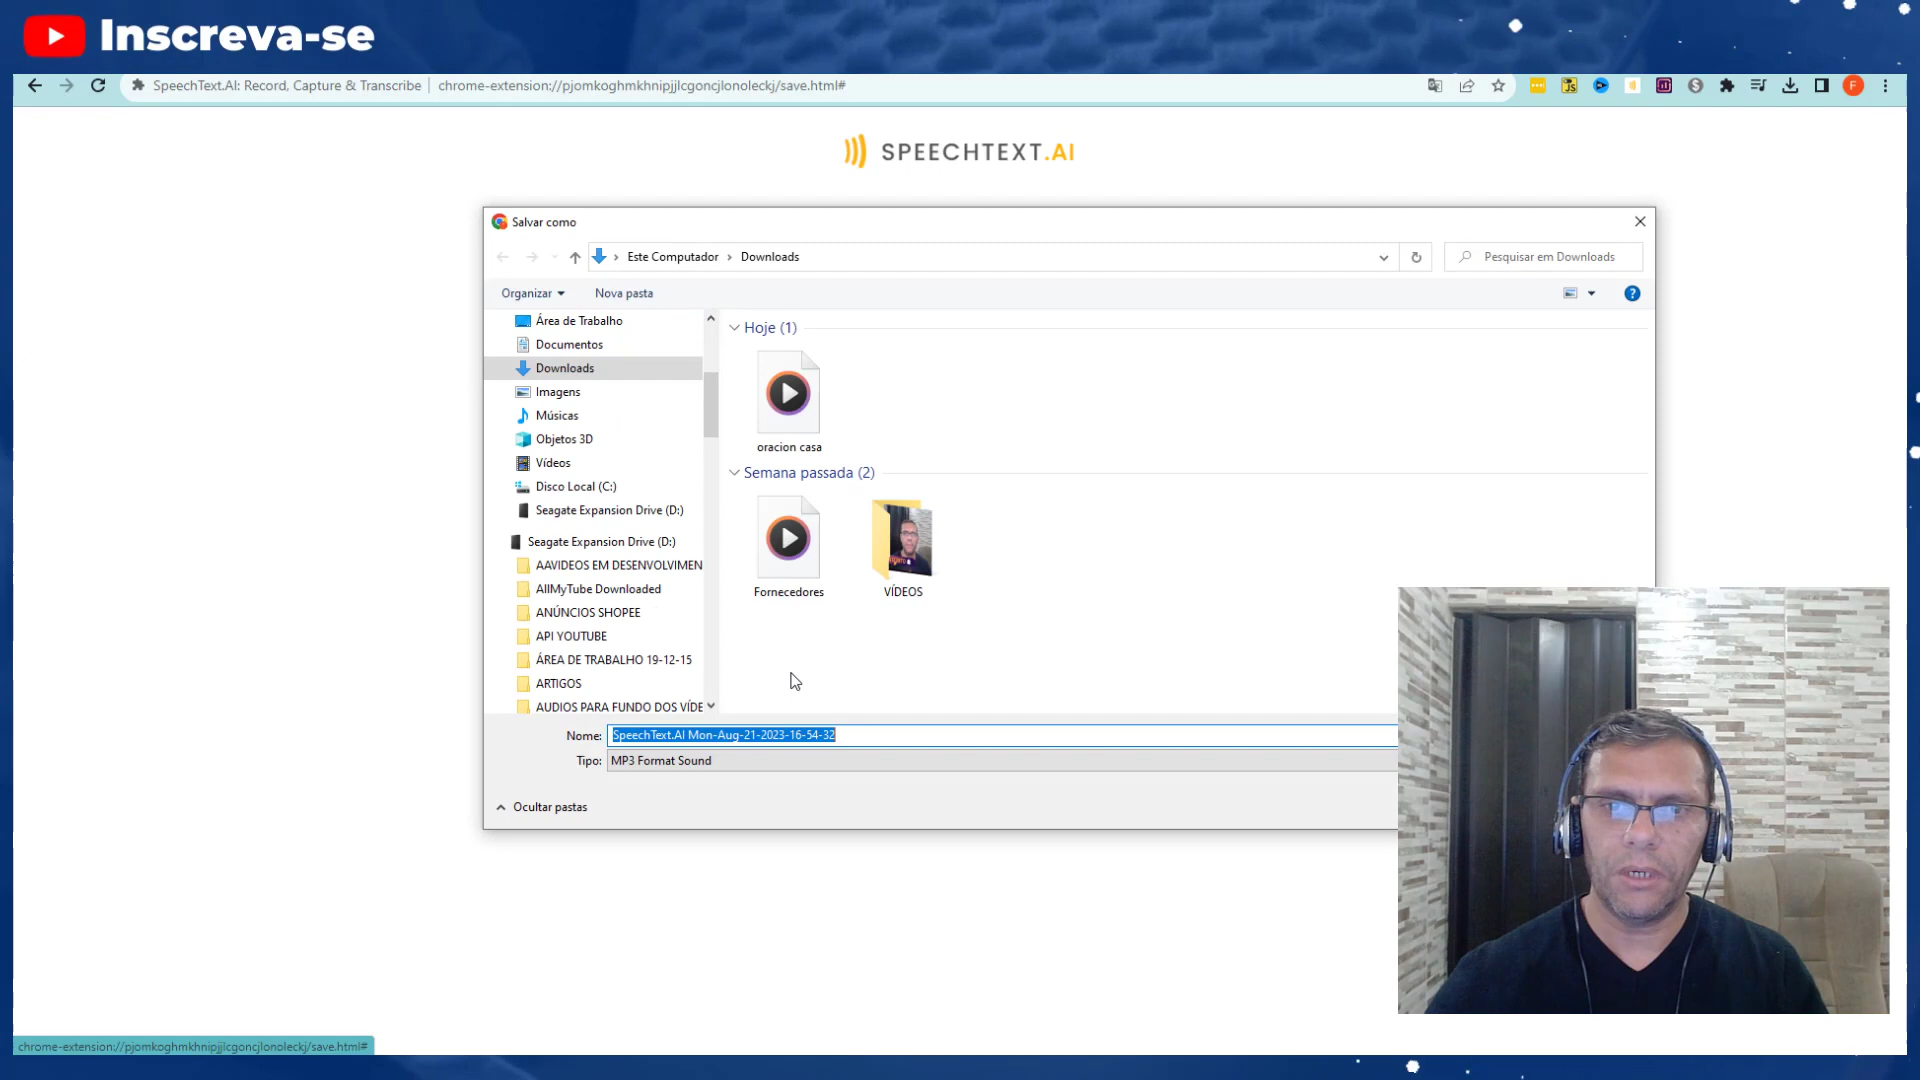 Inscreva-se
SpeechText.AI: Record, Capture & Transcribe | chrome-extension://pjomkoghmkhnipjjlcgoncjlonoleckj/save.html#
F
SPEECHTEXT.AI
Salvar como
Este Computador > Downloads
Pesquisar em Downloads
Organizar
Nova pasta
Área de Trabalho
Documentos
Downloads
Imagens
Músicas
Objetos 3D
Vídeos
Disco Local (C:)
Seagate Expansion Drive (D:)
Seagate Expansion Drive (D:)
AAVIDEOS EM DESENVOLVIMEN
AllMyTube Downloaded
ANÚNCIOS SHOPEE
API YOUTUBE
ÁREA DE TRABALHO 19-12-15
ARTIGOS
AUDIOS PARA FUNDO DOS VÍDE
Hoje (1)
oracion casa
Semana passada (2)
Fornecedores
VÍDEOS
Nome: SpeechText.AI Mon-Aug-21-2023-16-54-32
Tipo: MP3 Format Sound
Ocultar pastas
chrome-extension://pjomkoghmkhnipjjlcgoncjlonoleckj/save.html#